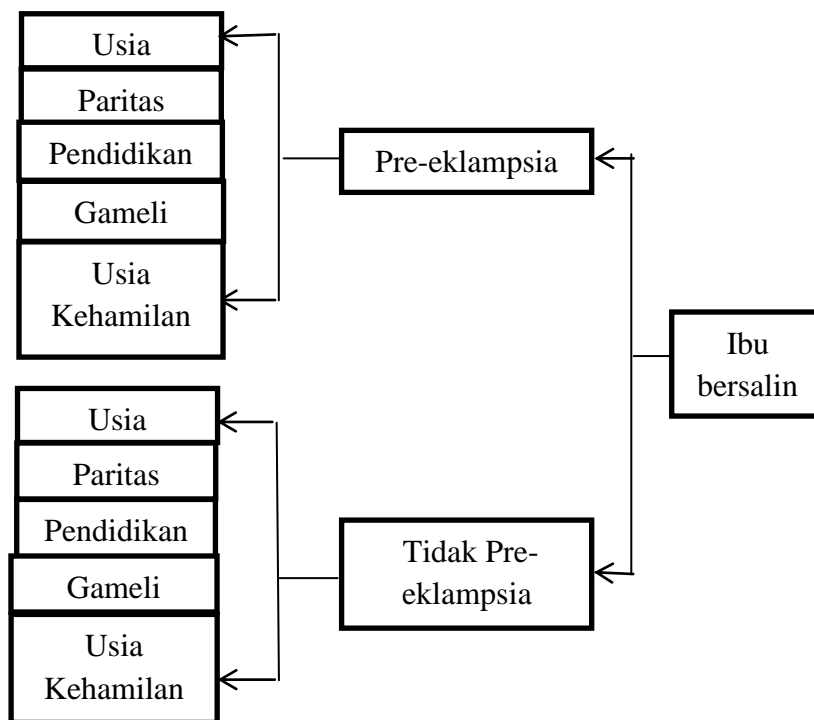 Usia
Paritas
Pendidikan
Gameli
Usia
Kehamilan
Pre-eklampsia
Ibu
bersalin
Usia
Paritas
Pendidikan
Gameli
Usia
Kehamilan
Tidak Pre-
eklampsia